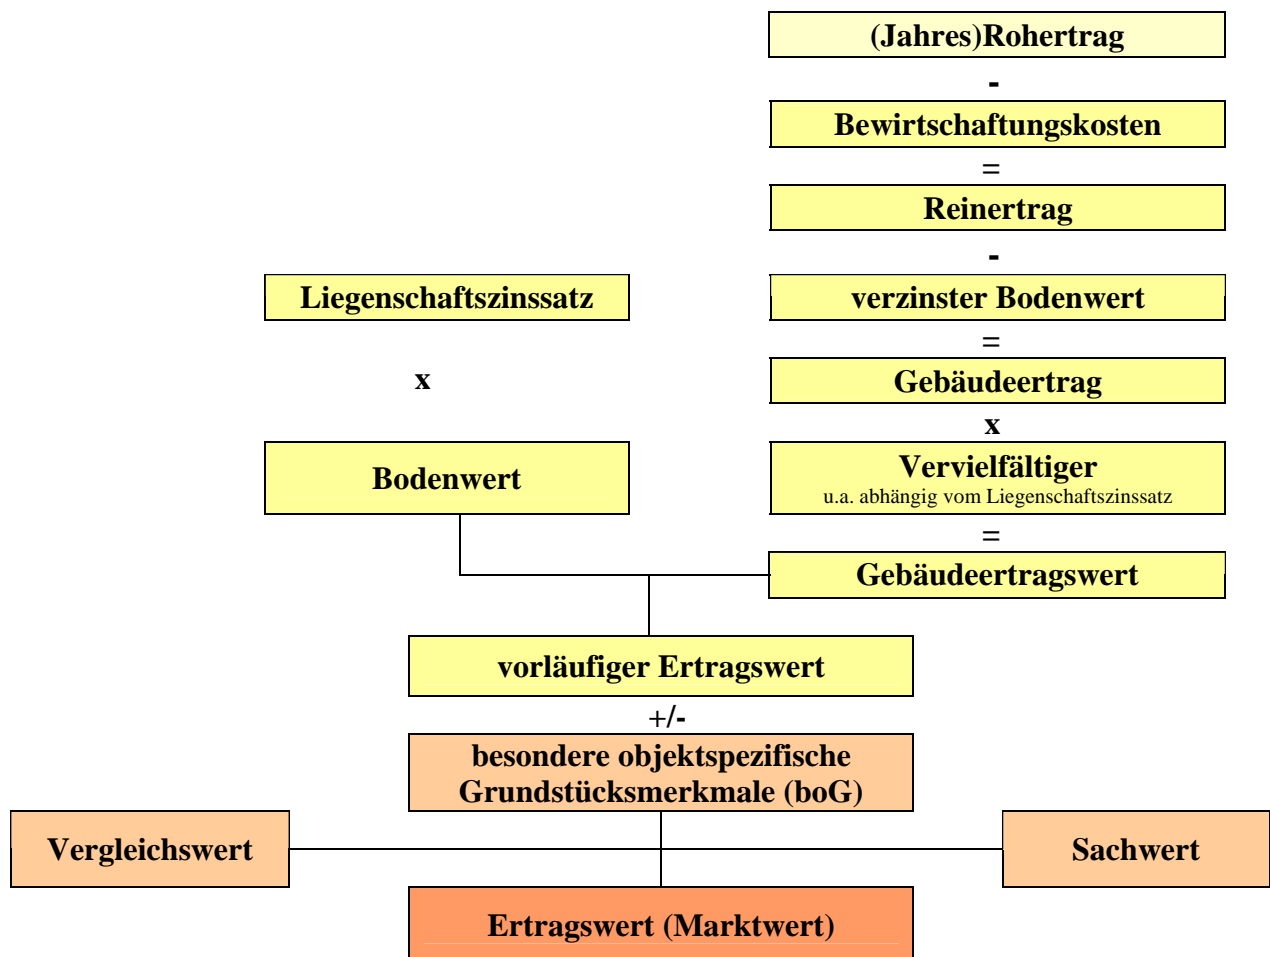 (Jahres)Rohertrag
-
Bewirtschaftungskosten
=
Reinertrag
-
Liegenschaftszinssatz
verzinster Bodenwert
=
x
Gebäudeertrag
x
Bodenwert
Vervielfältiger
u.a. abhängig vom Liegenschaftszinssatz
=
Gebäudeertragswert
vorläufiger Ertragswert
+/-
besondere objektspezifische
Grundstücksmerkmale (boG)
Vergleichswert
Sachwert
Ertragswert (Marktwert)